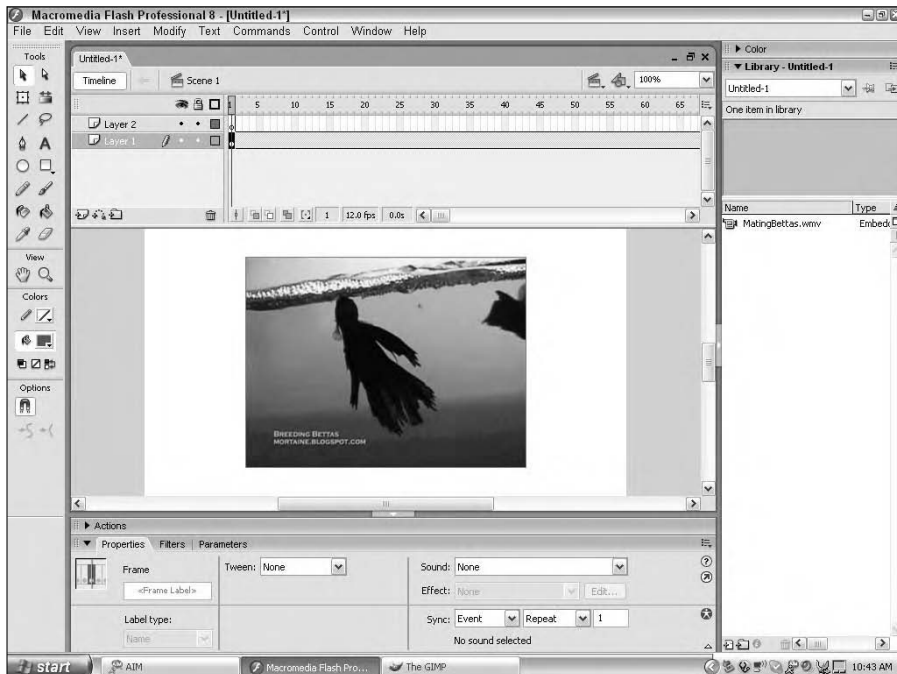 Macromedia Flash Professional 8 - [Untitled-1*]
File Edit View Insert Modify Text Commands Control Window Help
Tools
View
Colors
Options
Untitled-1*
Timeline
Scene 1
100%
1 5 10 15 20 25 30 35 40 45 50 55 60 65
Layer 2
Layer 1
1 12.0 fps 0.0s
BREEDING BETTAS
MORTAINE.BLOGSPOT.COM
Color
Library - Untitled-1
Untitled-1
One item in library
Name Type
MatingBettas.wmv Embed
Actions
Properties Filters Parameters
Frame
<Frame Label>
Label type:
Name
Tween: None
Sound: None
Effect: None Edit...
Sync: Event Repeat 1
No sound selected
start AIM Macromedia Flash Pro... The GIMP 10:43 AM